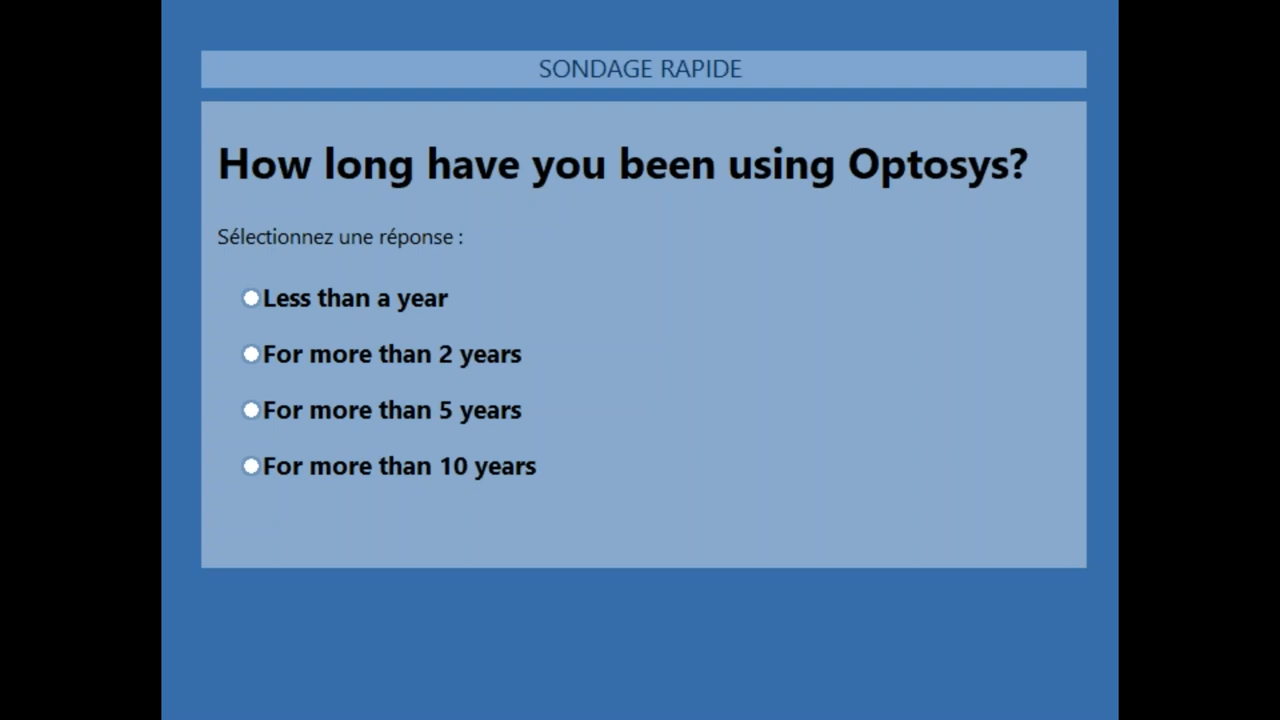 SONDAGE RAPIDE
How long have you been using Optosys?
Sélectionnez une réponse :
Less than a year
For more than 2 years
For more than 5 years
For more than 10 years